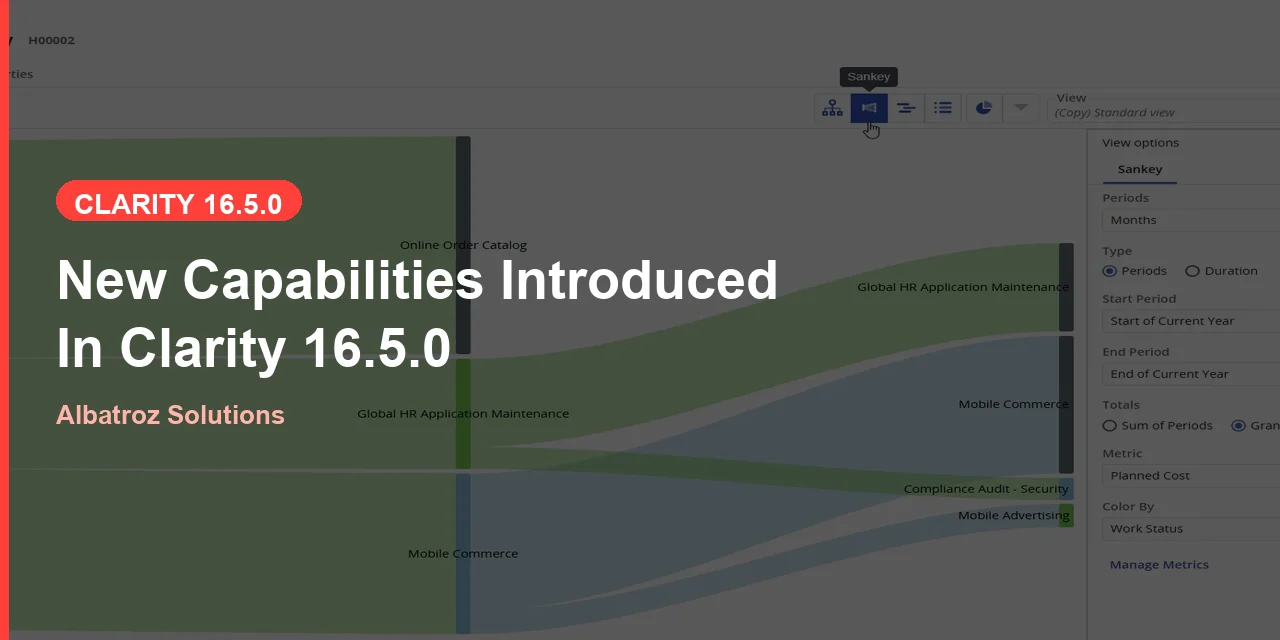 H00002
Sankey
View
(Copy) Standard view
View options
Sankey
Periods
Months
Type
Periods
Duration
Start Period
Start of Current Year
End Period
End of Current Year
Totals
Sum of Periods
Metric
Planned Cost
Color By
Work Status
Manage Metrics
CLARITY 16.5.0
New Capabilities Introduced
In Clarity 16.5.0
Albatroz Solutions
Online Order Catalog
Global HR Application Maintenance
Mobile Commerce
Global HR Application Maintenance
Mobile Commerce
Compliance Audit - Security
Mobile Advertising